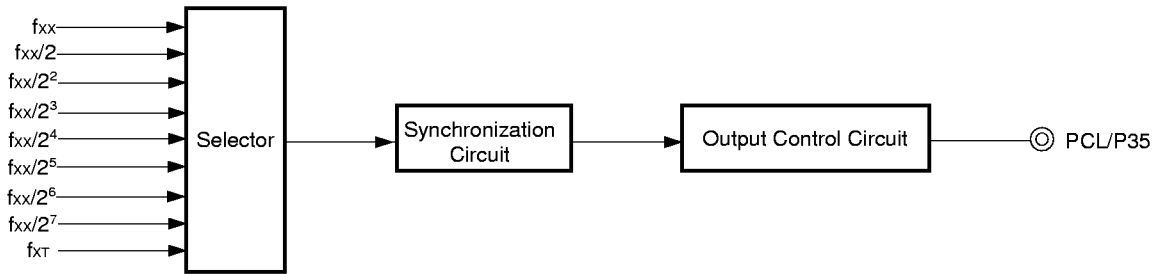 fXX
fXX/2
fXX/2²
fXX/2³
fXX/2⁴
fXX/2⁵
fXX/2⁶
fXX/2⁷
fXT
Selector
Synchronization
Circuit
Output Control Circuit
PCL/P35